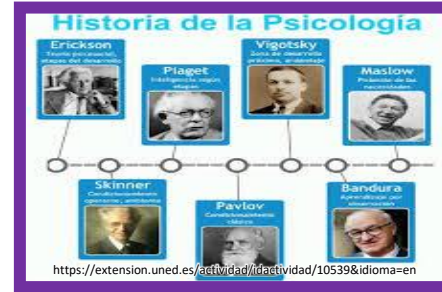 Historia de la Psicología
Erickson
Teoría psicosocial,
etapas del desarrollo
Piaget
Inteligencia según
etapas
Vigotsky
Zona de desarrollo
próximo, andamiaje
Maslow
Pirámide de las
necesidades
Skinner
Condicionamiento
operante, ambiente
Pavlov
Condicionamiento
clásico
Bandura
Aprendizaje por
observación
https://extension.uned.es/actividad/idactividad/10539&idioma=en